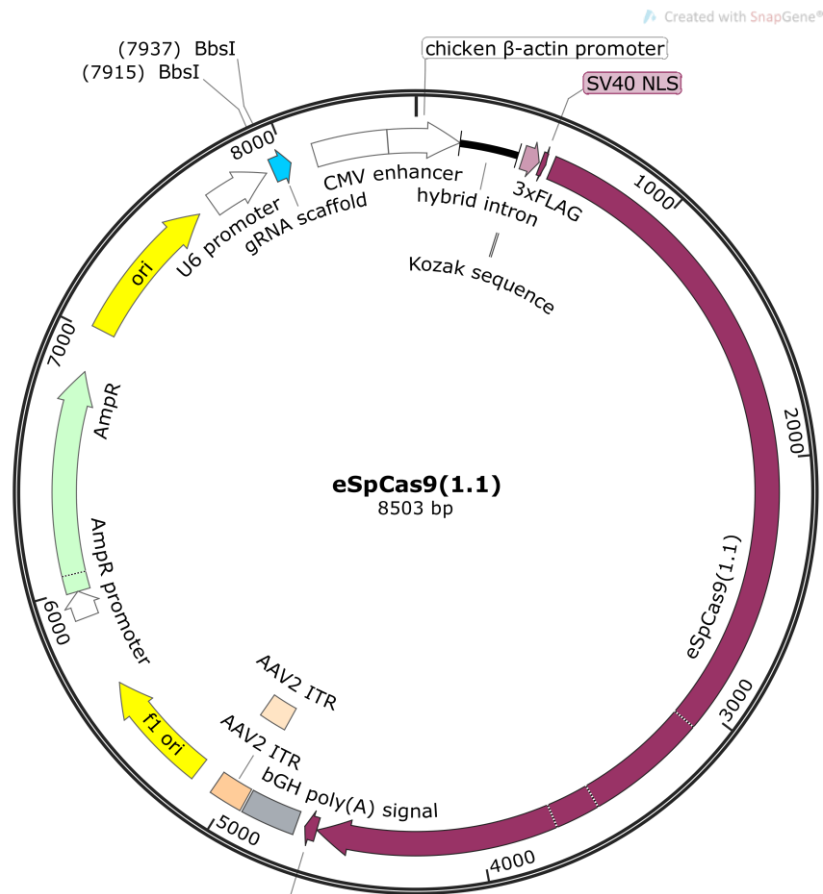 Created with SnapGene®
(7937) BbsI
(7915) BbsI
chicken β-actin promoter
SV40 NLS
8000
CMV enhancer
hybrid intron
3xFLAG
Kozak sequence
gRNA scaffold
U6 promoter
ori
1000
7000
2000
AmpR
eSpCas9(1.1)
8503 bp
AmpR promoter
eSpCas9(1.1)
6000
3000
f1 ori
AAV2 ITR
AAV2 ITR
bGH poly(A) signal
5000
4000